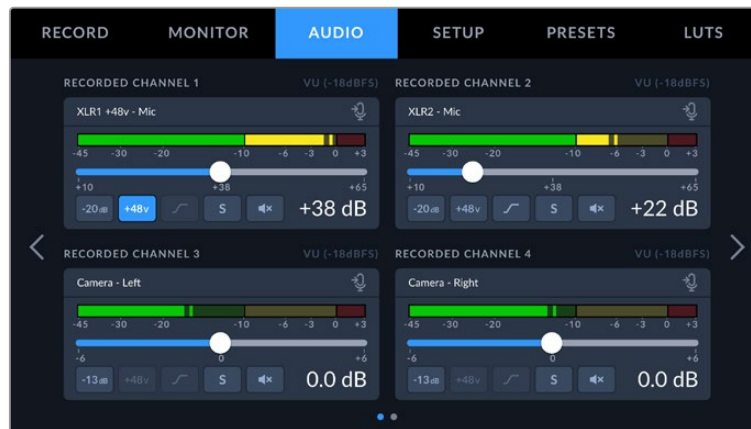 RECORD MONITOR AUDIO SETUP PRESETS LUTS
RECORDED CHANNEL 1 VU (-18dBFS)
XLR1 +48v - Mic
-45 -30 -20 -10 -6 -3 0 +3
+10 +38 +65
-20dB +48v S +38 dB
RECORDED CHANNEL 2 VU (-18dBFS)
XLR2 - Mic
-45 -30 -20 -10 -6 -3 0 +3
+10 +38 +65
-20dB +48v S +22 dB
RECORDED CHANNEL 3 VU (-18dBFS)
Camera - Left
-45 -30 -20 -10 -6 -3 0 +3
-6 0 +6
-13dB +48v S 0.0 dB
RECORDED CHANNEL 4 VU (-18dBFS)
Camera - Right
-45 -30 -20 -10 -6 -3 0 +3
-6 0 +6
-13dB +48v S 0.0 dB